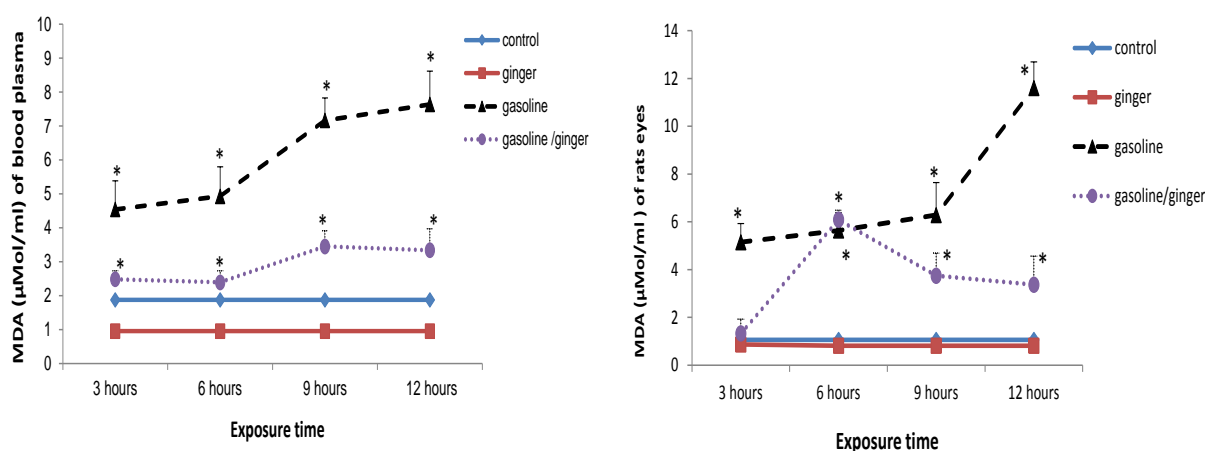 MDA (µMol/ml) of blood plasma
10
9
8
7
6
5
4
3
2
1
0
*
*
*
*
*
*
*
*
3 hours 6 hours 9 hours 12 hours
Exposure time
control
ginger
gasoline
gasoline /ginger
MDA (µMol/ml ) of rats eyes
14
12
10
8
6
4
2
0
*
*
*
*
*
*
*
3 hours 6 hours 9 hours 12 hours
Exposure time
control
ginger
gasoline
gasoline/ginger